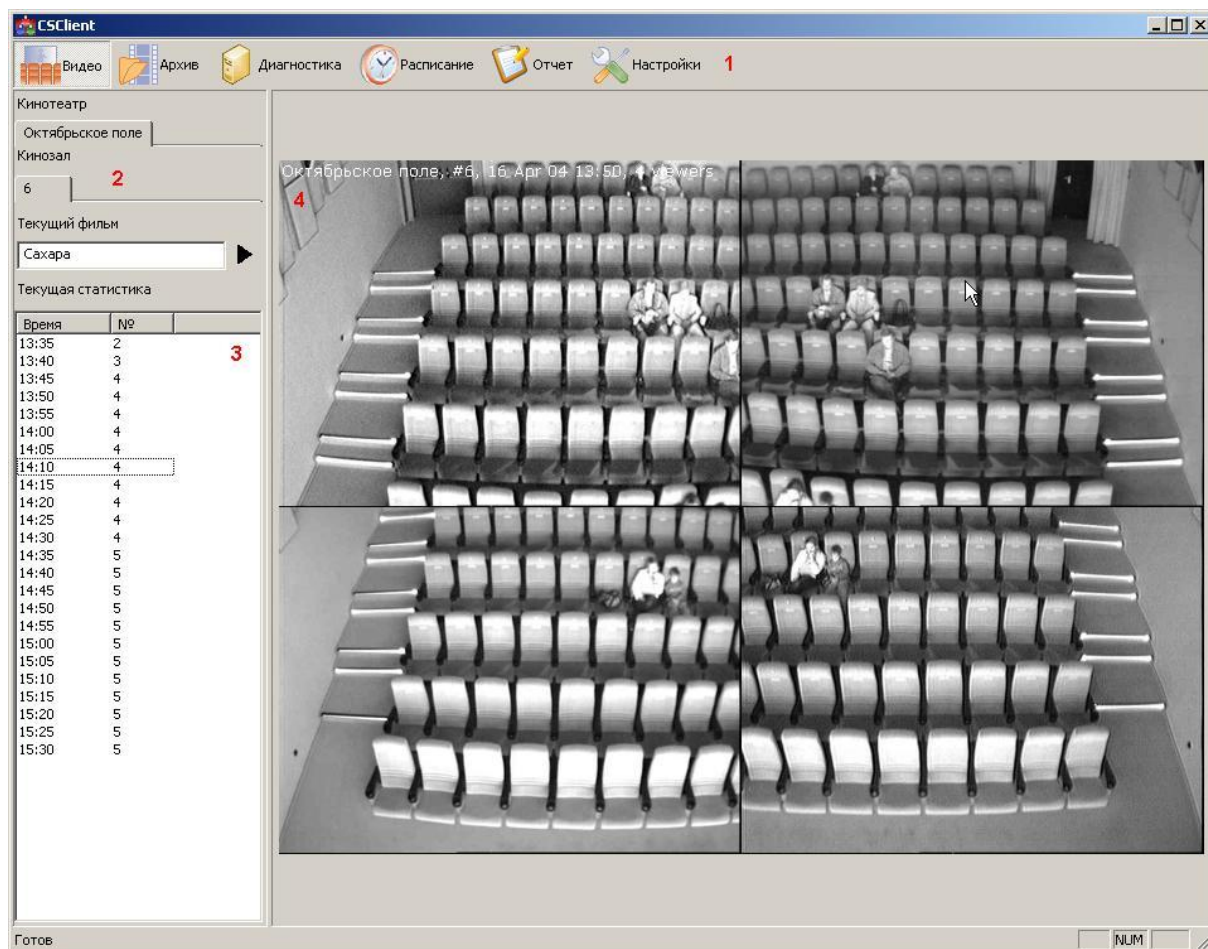 CSClient
Видео Архив Диагностика Расписание Отчет Настройки 1
Кинотеатр
Октябрьское поле
Кинозал
6
2
Текущий фильм
Сахара
Текущая статистика
Время №
3
13:35 2
13:40 3
13:45 4
13:50 4
13:55 4
14:00 4
14:05 4
14:10 4
14:15 4
14:20 4
14:25 4
14:30 4
14:35 5
14:40 5
14:45 5
14:50 5
14:55 5
15:00 5
15:05 5
15:10 5
15:15 5
15:20 5
15:25 5
15:30 5
Октябрьское поле, #6, 16 Apr 04 13:50, 4 viewers
4
Готов
NUM